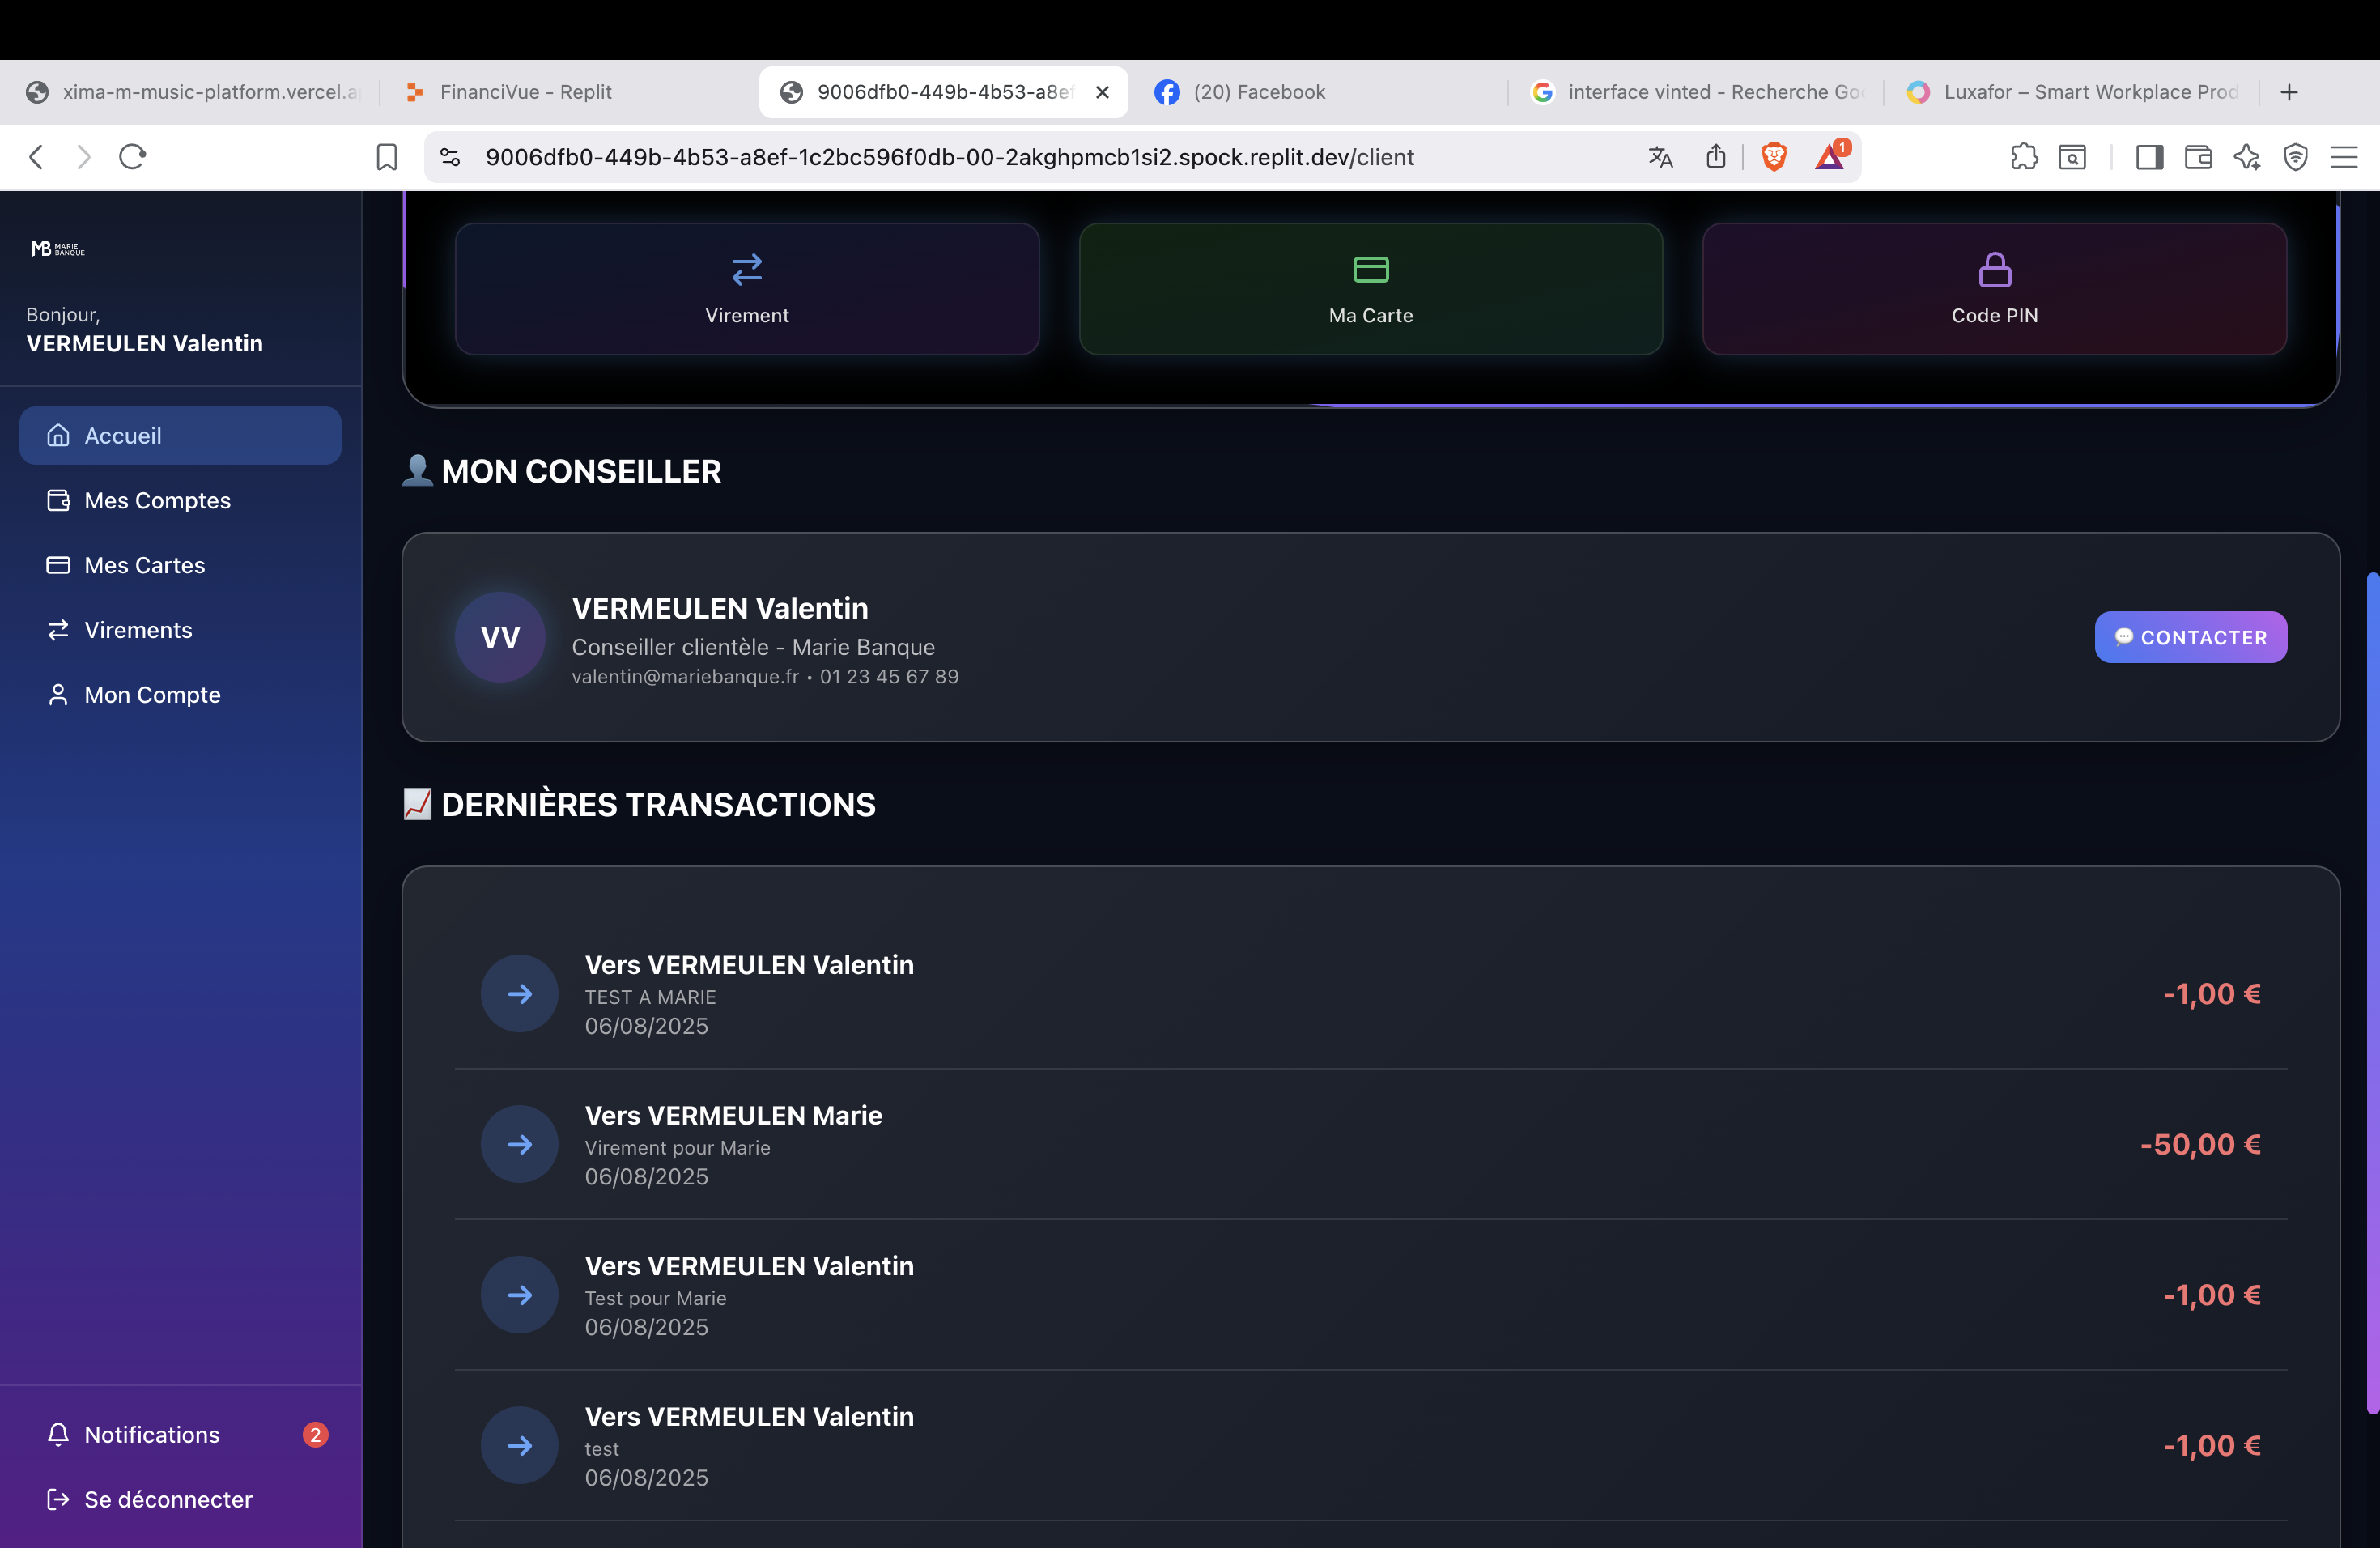 xima-m-music-platform.vercel.a
FinanciVue - Replit
9006dfb0-449b-4b53-a8ef
(20) Facebook
interface vinted - Recherche Goo
Luxafor – Smart Workplace Prod
9006dfb0-449b-4b53-a8ef-1c2bc596f0db-00-2akghpmcb1si2.spock.replit.dev/client
1
MB MARIE
BANQUE
Bonjour,
VERMEULEN Valentin
Accueil
Mes Comptes
Mes Cartes
Virements
Mon Compte
Notifications 2
Se déconnecter
Virement
Ma Carte
Code PIN
MON CONSEILLER
VV
VERMEULEN Valentin
Conseiller clientèle - Marie Banque
valentin@mariebanque.fr • 01 23 45 67 89
CONTACTER
DERNIÈRES TRANSACTIONS
Vers VERMEULEN Valentin
TEST A MARIE
06/08/2025
-1,00 €
Vers VERMEULEN Marie
Virement pour Marie
06/08/2025
-50,00 €
Vers VERMEULEN Valentin
Test pour Marie
06/08/2025
-1,00 €
Vers VERMEULEN Valentin
test
06/08/2025
-1,00 €